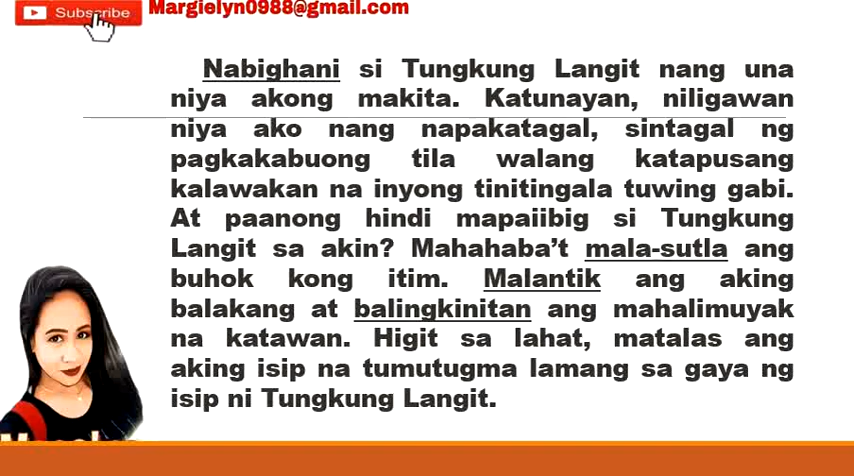 Subscribe
Margielyn0988@gmail.com
Nabighani si Tungkung Langit nang una
niya akong makita. Katunayan, niligawan
niya ako nang napakatagal, sintagal ng
pagkakabuong tila walang katapusang
kalawakan na inyong tinitingala tuwing gabi.
At paanong hindi mapaiibig si Tungkung
Langit sa akin? Mahahaba't mala-sutla ang
buhok kong itim. Malantik ang aking
balakang at balingkinitan ang mahalimuyak
na katawan. Higit sa lahat, matalas ang
aking isip na tumutugma lamang sa gaya ng
isip ni Tungkung Langit.